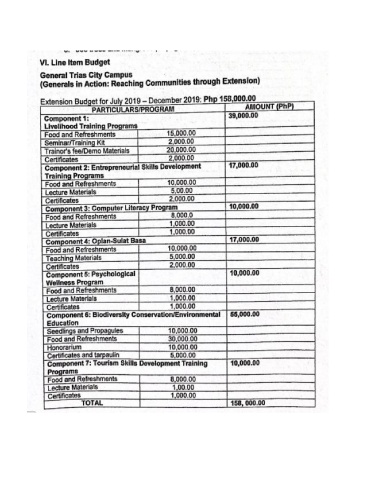 VI. Line Item Budget
General Trias City Campus
(Generals in Action: Reaching Communities through Extension)
Extension Budget for July 2019 – December 2019: Php 158,000.00
PARTICULARS/PROGRAM AMOUNT (PhP)
Component 1: 39,000.00
Livelihood Training Programs
Food and Refreshments 15,000.00
Seminar/Training Kit 2,000.00
Trainor's fee/Demo Materials 20,000.00
Certificates 2,000.00
Component 2: Entrepreneurial Skills Development 17,000.00
Training Programs
Food and Refreshments 10,000.00
Lecture Materials 5,00.00
Certificates 2,000.00
Component 3: Computer Literacy Program 10,000.00
Food and Refreshments 8,000.0
Lecture Materials 1,000.00
Certificates 1,000.00
Component 4: Oplan-Sulat Basa 17,000.00
Food and Refreshments 10,000.00
Teaching Materials 5,000.00
Certificates 2,000.00
Component 5: Psychological 10,000.00
Wellness Program
Food and Refreshments 8,000.00
Lecture Materials 1,000.00
Certificates 1,000.00
Component 6: Biodiversity Conservation/Environmental 55,000.00
Education
Seedlings and Propagules 10,000.00
Food and Refreshments 30,000.00
Honorarium 10,000.00
Certificates and tarpaulin 5,000.00
Component 7: Tourism Skills Development Training 10,000.00
Programs
Food and Refreshments 8,000.00
Lecture Materials 1,00.00
Certificates 1,000.00
TOTAL 158, 000.00